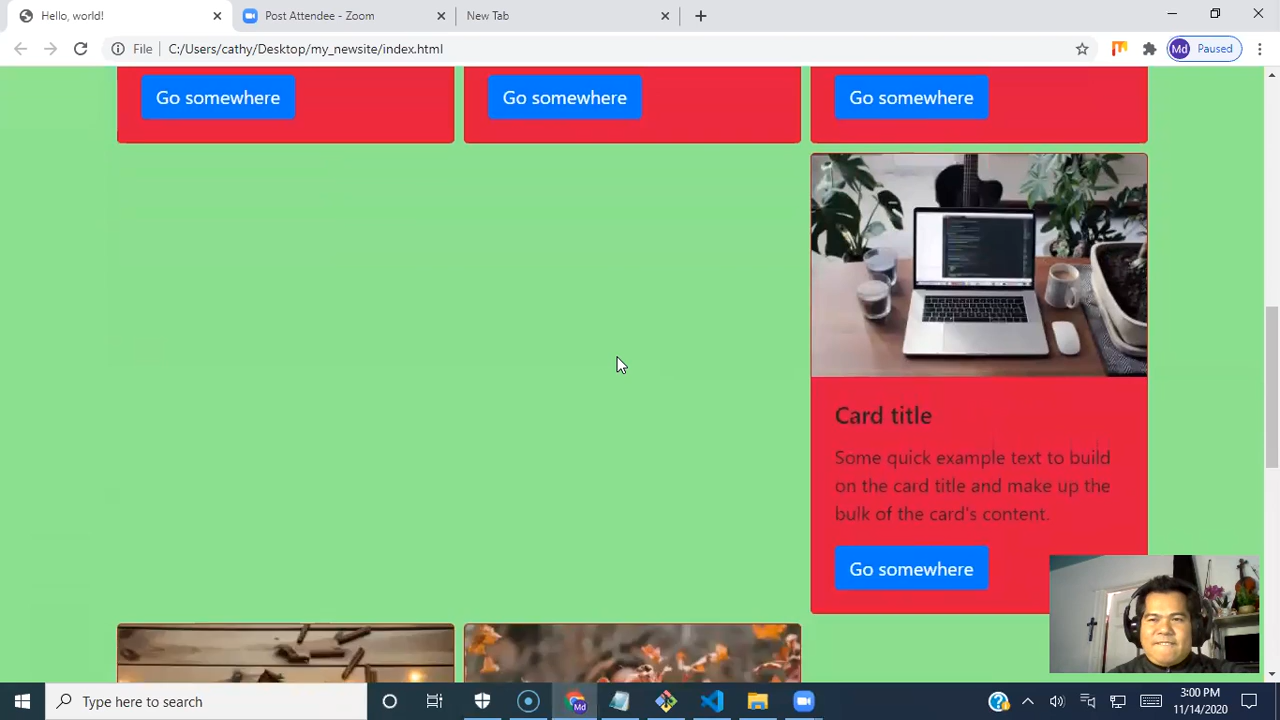 Hello, world!
Post Attendee - Zoom
New Tab
File
C:/Users/cathy/Desktop/my_newsite/index.html
Md
Paused
Go somewhere
Go somewhere
Go somewhere
Card title
Some quick example text to build
on the card title and make up the
bulk of the card's content.
Go somewhere
Type here to search
Md
3:00 PM
11/14/2020